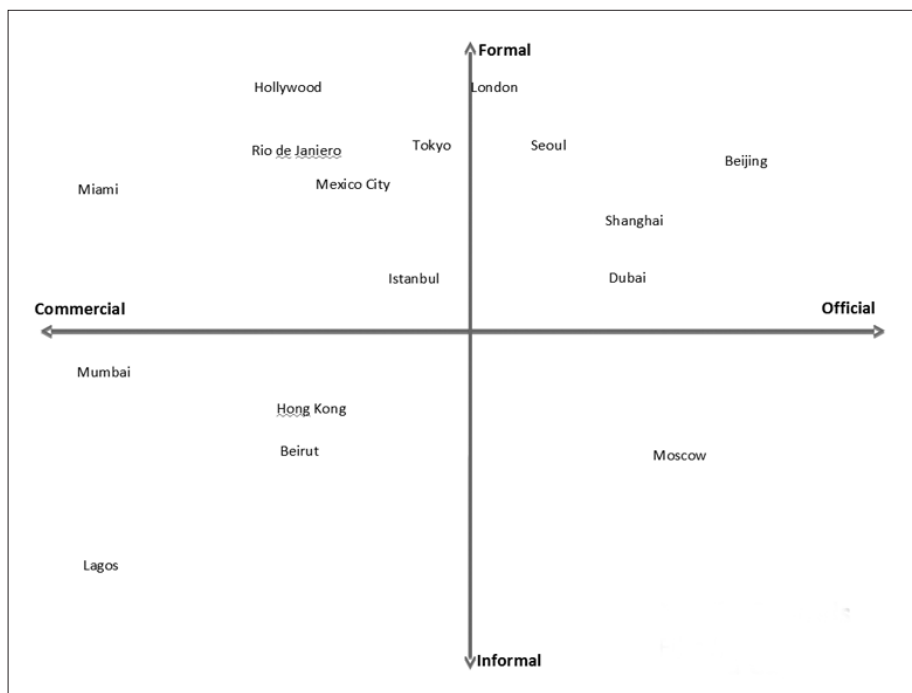 Formal
Hollywood
London
Tokyo
Seoul
Rio de Janiero
Beijing
Mexico City
Miami
Shanghai
Istanbul
Dubai
Commercial
Official
Mumbai
Hong Kong
Beirut
Moscow
Lagos
Informal